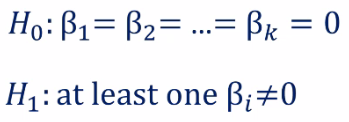 H₀: β₁= β₂= ...= βₖ = 0
H₁: at least one βᵢ≠0